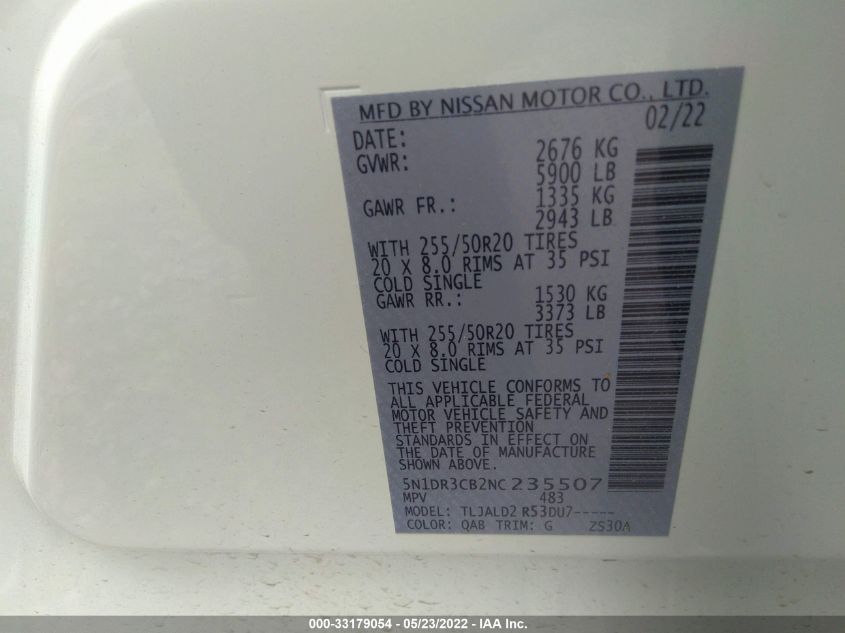 MFD BY NISSAN MOTOR CO., LTD.
DATE: 02/22
GVWR: 2676 KG
5900 LB
GAWR FR.: 1335 KG
2943 LB
WITH 255/50R20 TIRES
20 X 8.0 RIMS AT 35 PSI
COLD SINGLE
GAWR RR.: 1530 KG
3373 LB
WITH 255/50R20 TIRES
20 X 8.0 RIMS AT 35 PSI
COLD SINGLE
THIS VEHICLE CONFORMS TO
ALL APPLICABLE FEDERAL
MOTOR VEHICLE SAFETY AND
THEFT PREVENTION
STANDARDS IN EFFECT ON
THE DATE OF MANUFACTURE
SHOWN ABOVE.
5N1DR3CB2NC235507
MPV 483
MODEL: TLJALD2 R53DU7-----
COLOR: QAB TRIM: G ZS30A
000-33179054 - 05/23/2022 - IAA Inc.